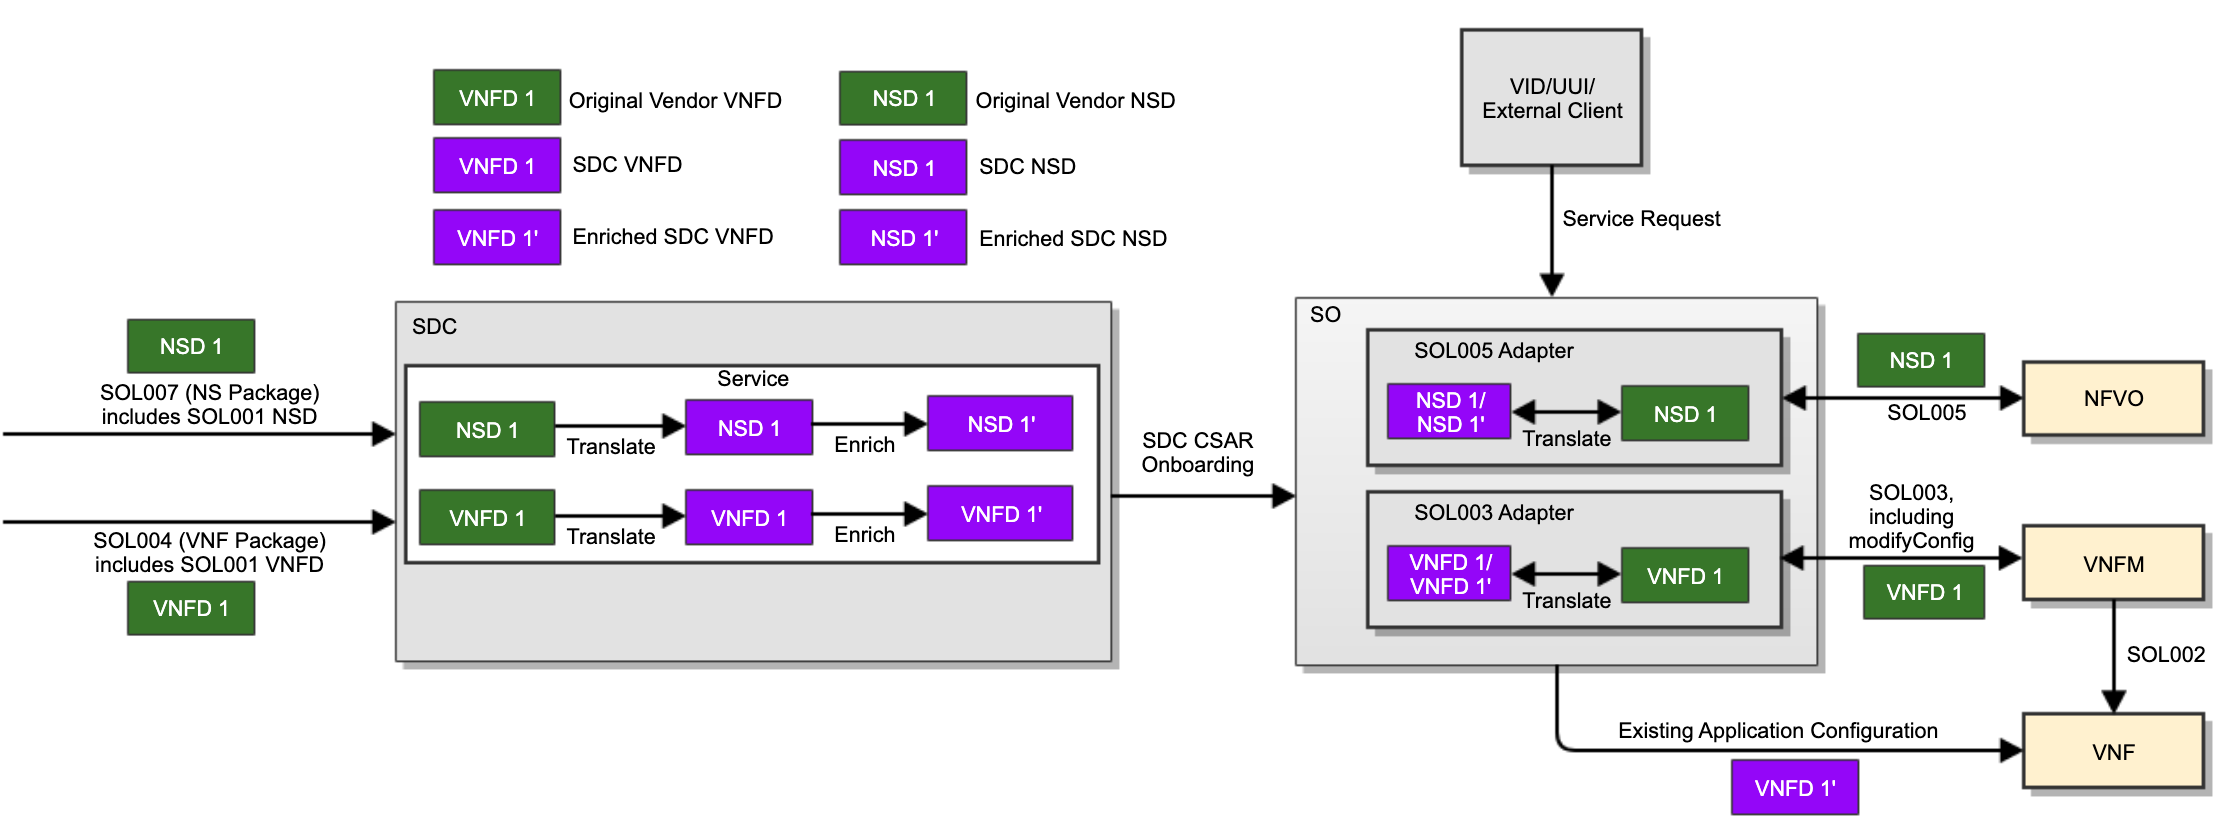 VNFD 1
Original Vendor VNFD
NSD 1
Original Vendor NSD
VNFD 1
SDC VNFD
NSD 1
SDC NSD
VNFD 1'
Enriched SDC VNFD
NSD 1'
Enriched SDC NSD
VID/UUI/
External Client
Service Request
NSD 1
SOL007 (NS Package)
includes SOL001 NSD
SOL004 (VNF Package)
includes SOL001 VNFD
VNFD 1
SDC
Service
NSD 1
Translate
NSD 1
Enrich
NSD 1'
VNFD 1
Translate
VNFD 1
Enrich
VNFD 1'
SDC CSAR
Onboarding
SO
SOL005 Adapter
NSD 1/
NSD 1'
Translate
NSD 1
SOL003 Adapter
VNFD 1/
VNFD 1'
Translate
VNFD 1
NSD 1
SOL005
NFVO
SOL003,
including
modifyConfig
VNFD 1
VNFM
SOL002
Existing Application Configuration
VNFD 1'
VNF